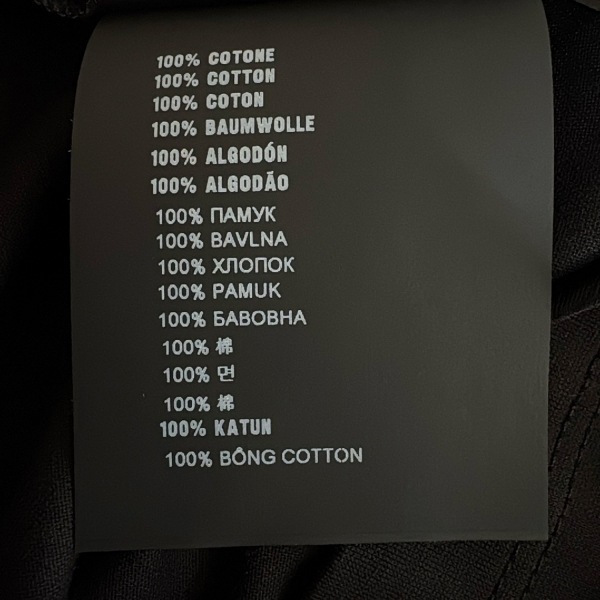 100% COTONE
100% COTTON
100% COTON
100% BAUMWOLLE
100% ALGODÓN
100% ALGODÃO
100% ПАМУК
100% BAVLNA
100% ХЛОПОК
100% PAMUK
100% БАВОВНА
100% 棉
100% 면
100% 棉
100% KATUN
100% BÔNG COTTON